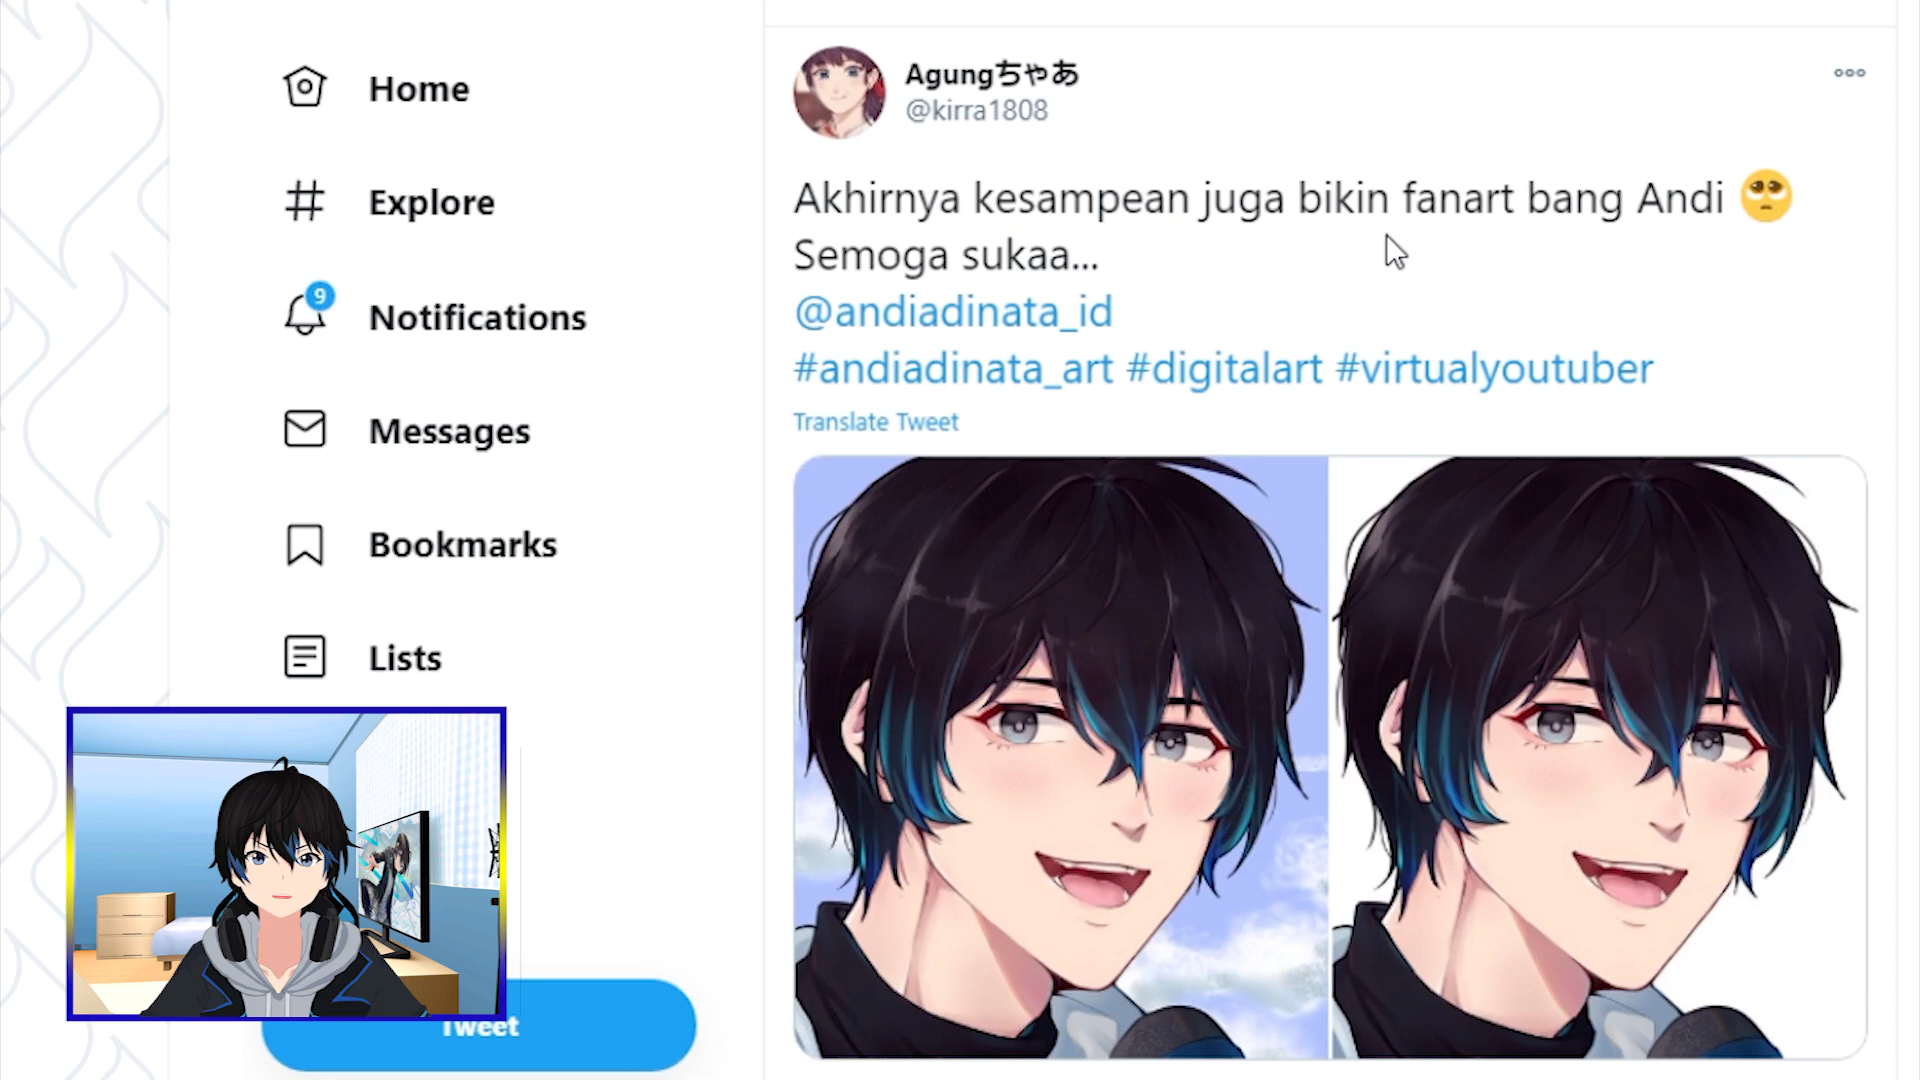 Home
Explore
9
Notifications
Messages
Bookmarks
Lists
Tweet
Agungちゃあ
@kirra1808
Akhirnya kesampean juga bikin fanart bang Andi 🥺
Semoga sukaa...
@andiadinata_id
#andiadinata_art #digitalart #virtualyoutuber
Translate Tweet